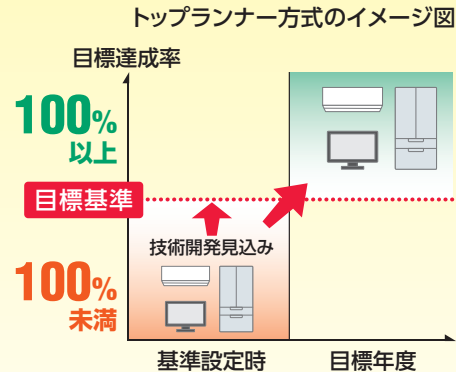 トップランナー方式のイメージ図
目標達成率
100%
以上
目標基準
技術開発見込み
100%
未満
基準設定時
目標年度